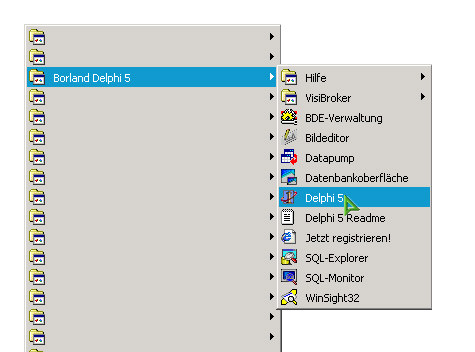 Borland Delphi 5
Hilfe
VisiBroker
BDE-Verwaltung
Bildeditor
Datapump
Datenbankoberfläche
Delphi 5
Delphi 5 Readme
Jetzt registrieren!
SQL-Explorer
SQL-Monitor
WinSight32